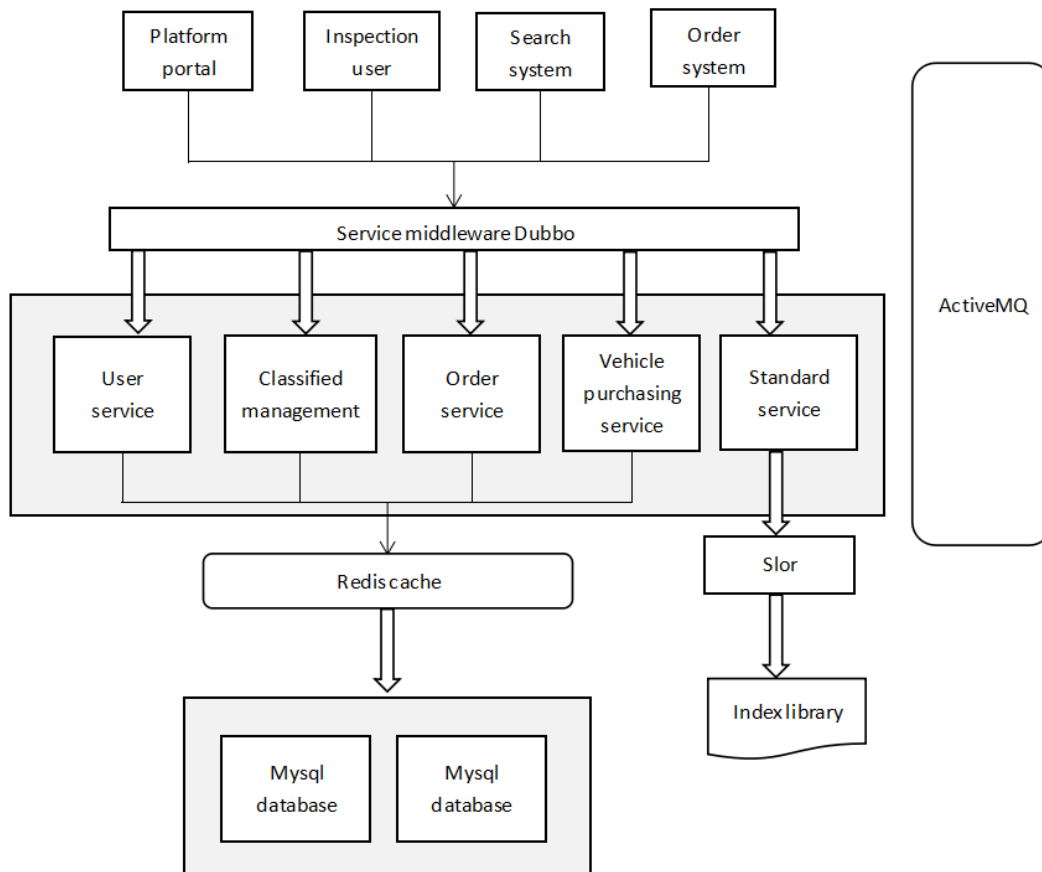 Platform
portal
Inspection
user
Search
system
Order
system
Service middleware Dubbo
ActiveMQ
User
service
Classified
management
Order
service
Vehicle
purchasing
service
Standard
service
Redis cache
Slor
Index library
Mysql
database
Mysql
database